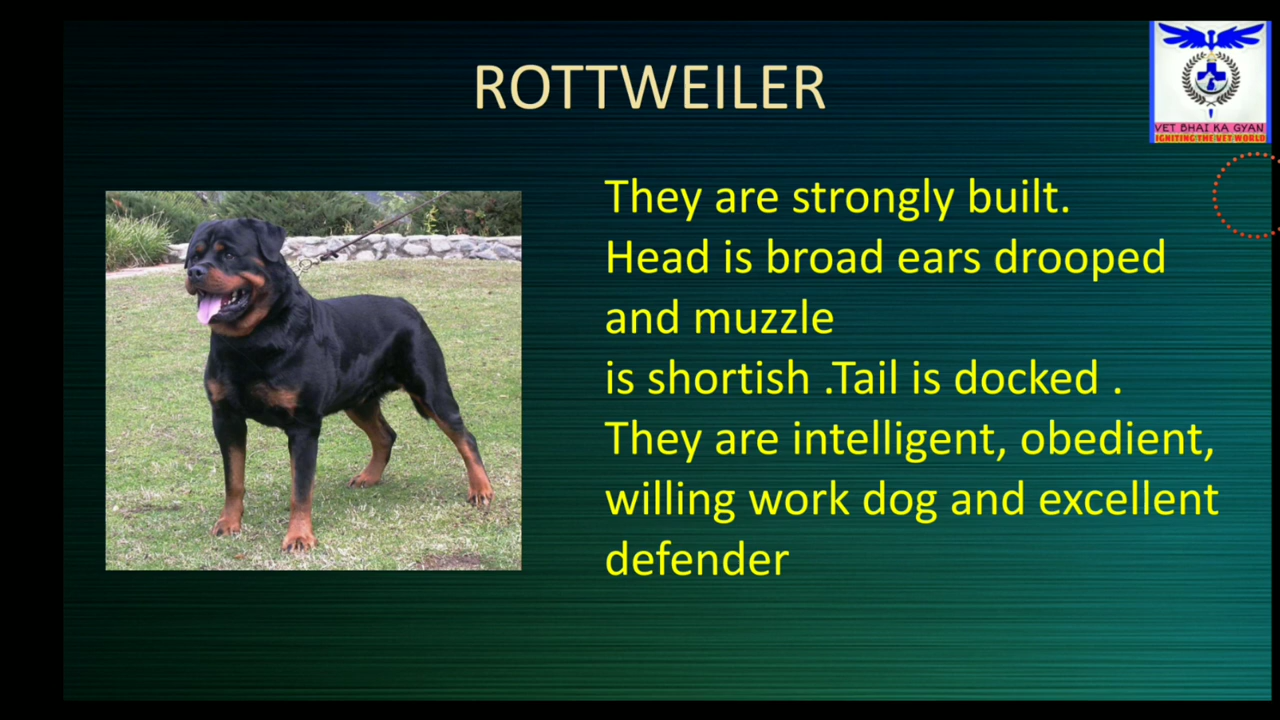 ROTTWEILER
VET BHAI KA GYAN
IGNITING THE VET WORLD
They are strongly built.
Head is broad ears drooped
and muzzle
is shortish .Tail is docked .
They are intelligent, obedient,
willing work dog and excellent
defender